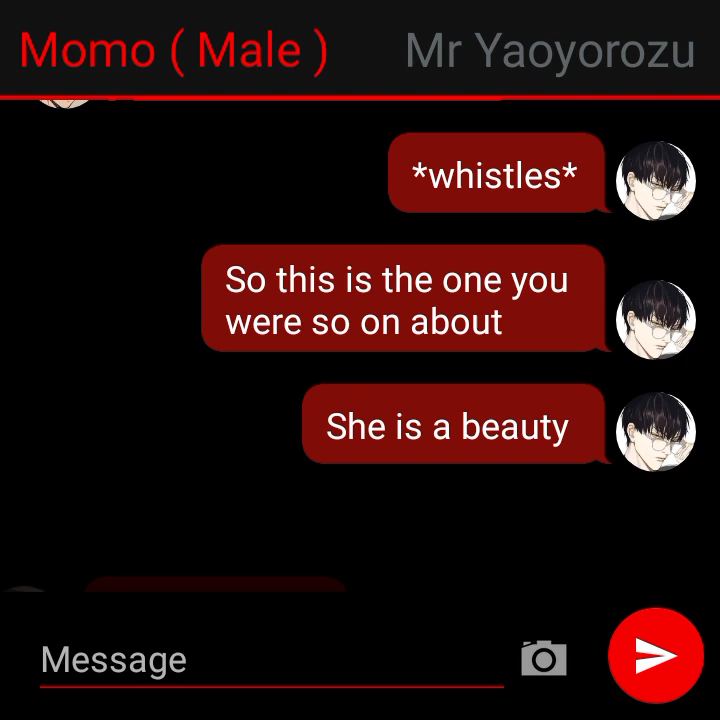 Momo ( Male ) Mr Yaoyorozu
*whistles*
So this is the one you
were so on about
She is a beauty
Message